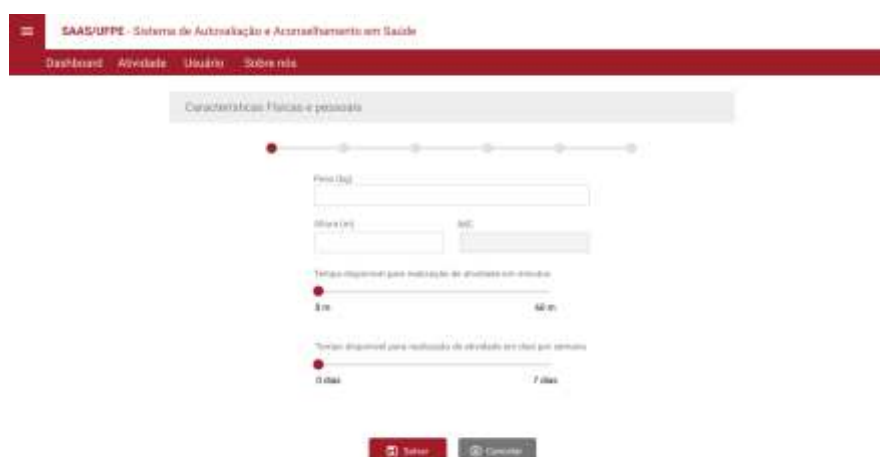 SAAS/UFPE - Sistema de Autoavaliação e Aconselhamento em Saúde
Dashboard Atividade Usuário Sobre nós
Características Físicas e pessoais
Peso (kg)
Altura (m) IMC
Tempo disponível para realização de atividade em minutos
0 m 60 m
Tempo disponível para realização de atividade em dias por semana
0 dias 7 dias
Salvar Cancelar